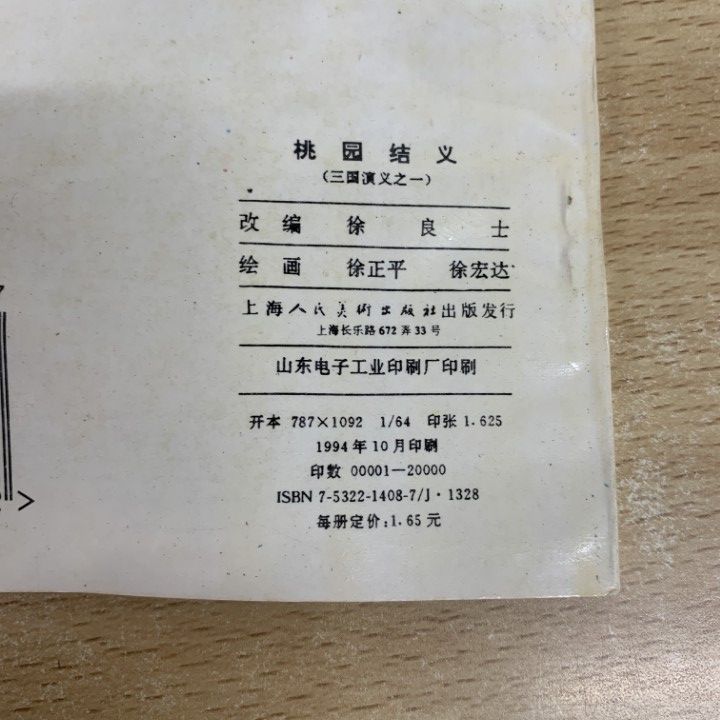 桃园结义
(三国演义之一)
改编 徐良士
绘画 徐正平 徐宏达
上海人民美術出版社出版发行
上海长乐路672弄33号
山东电子工业印刷厂印刷
开本 787×1092 1/64 印张 1.625
1994年10月印刷
印数 00001—20000
ISBN 7-5322-1408-7/J·1328
每册定价:1.65元
>